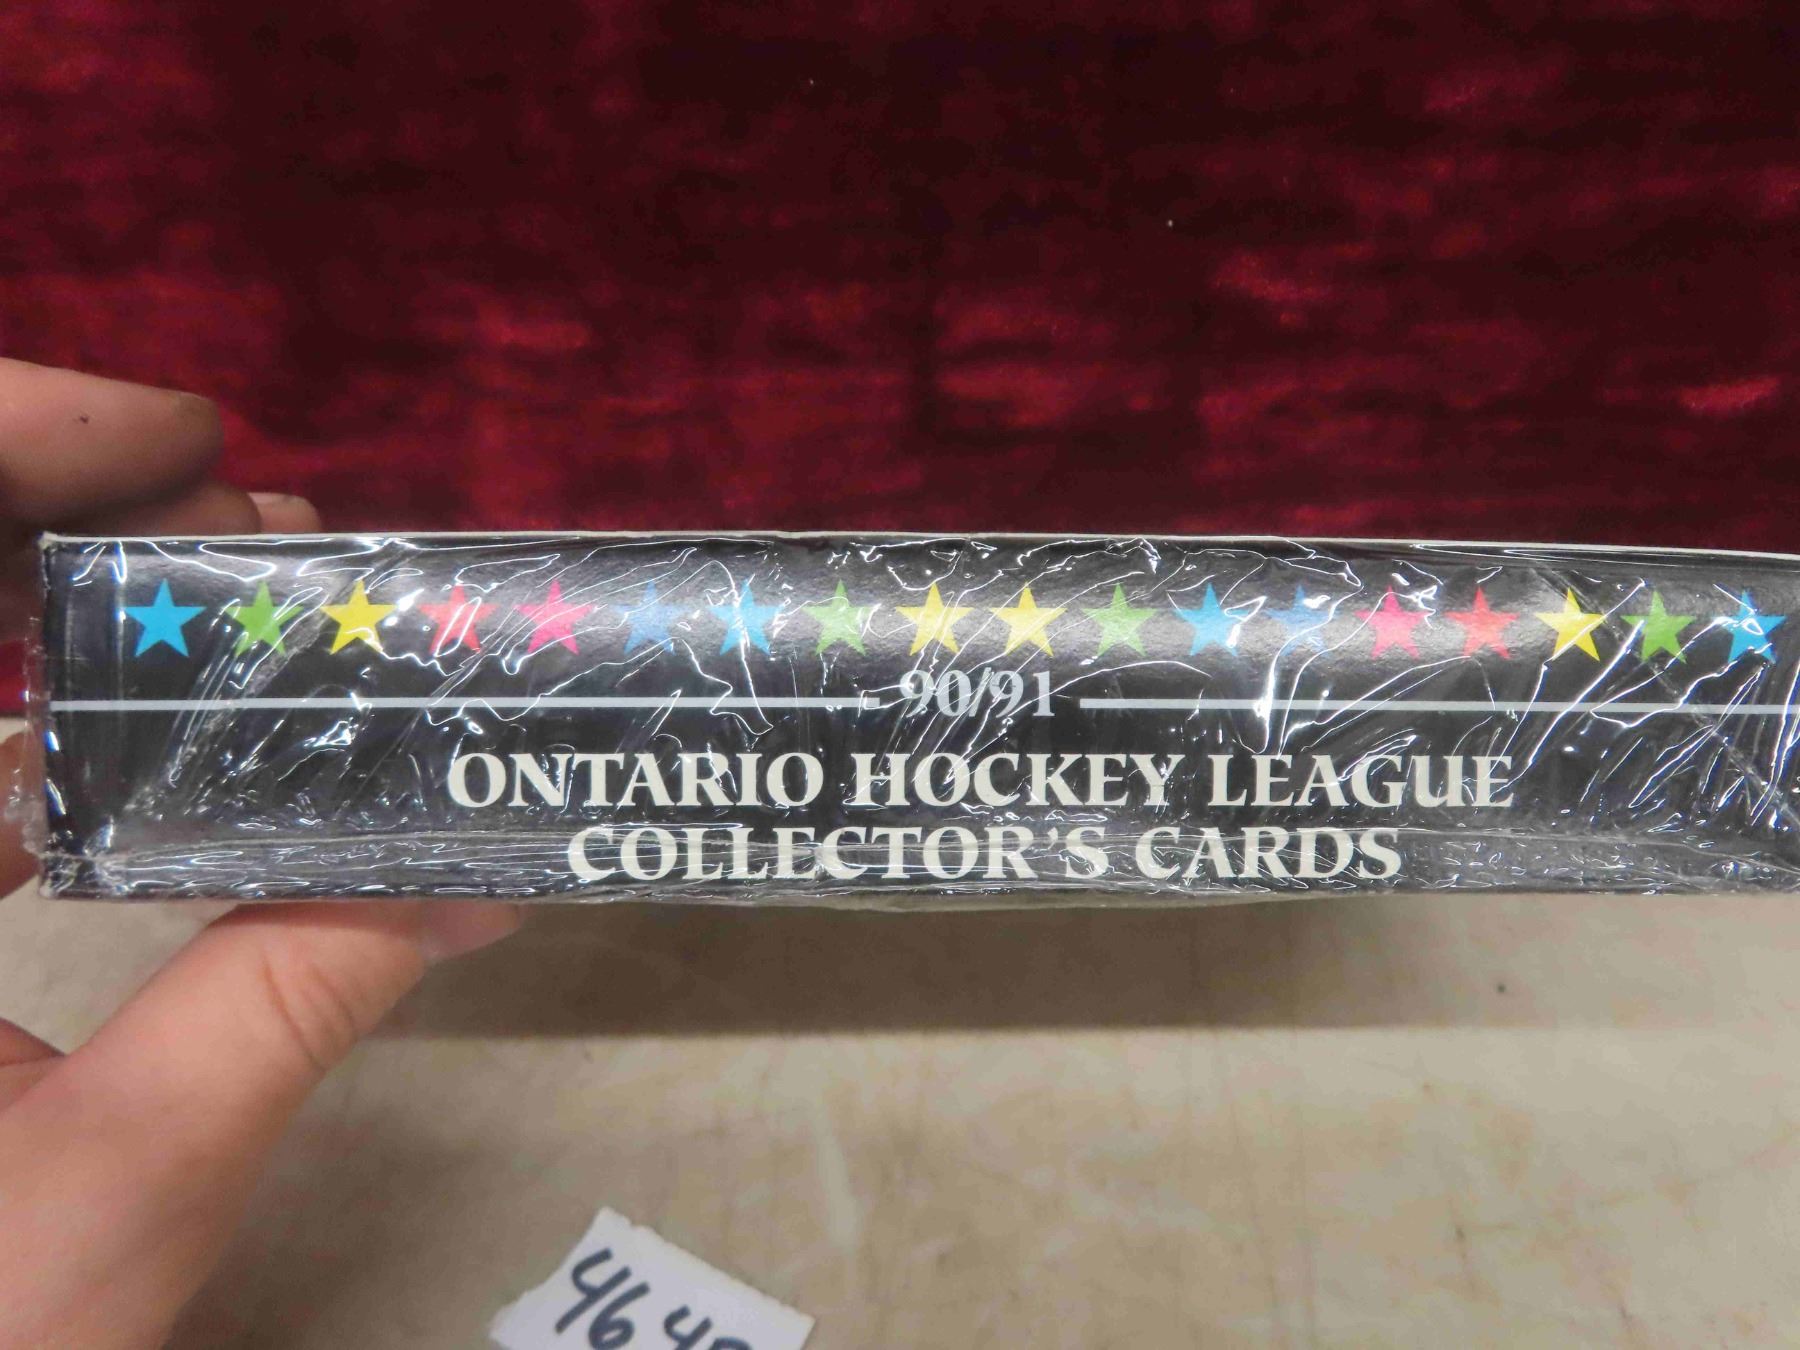 90/91
ONTARIO HOCKEY LEAGUE
COLLECTOR'S CARDS